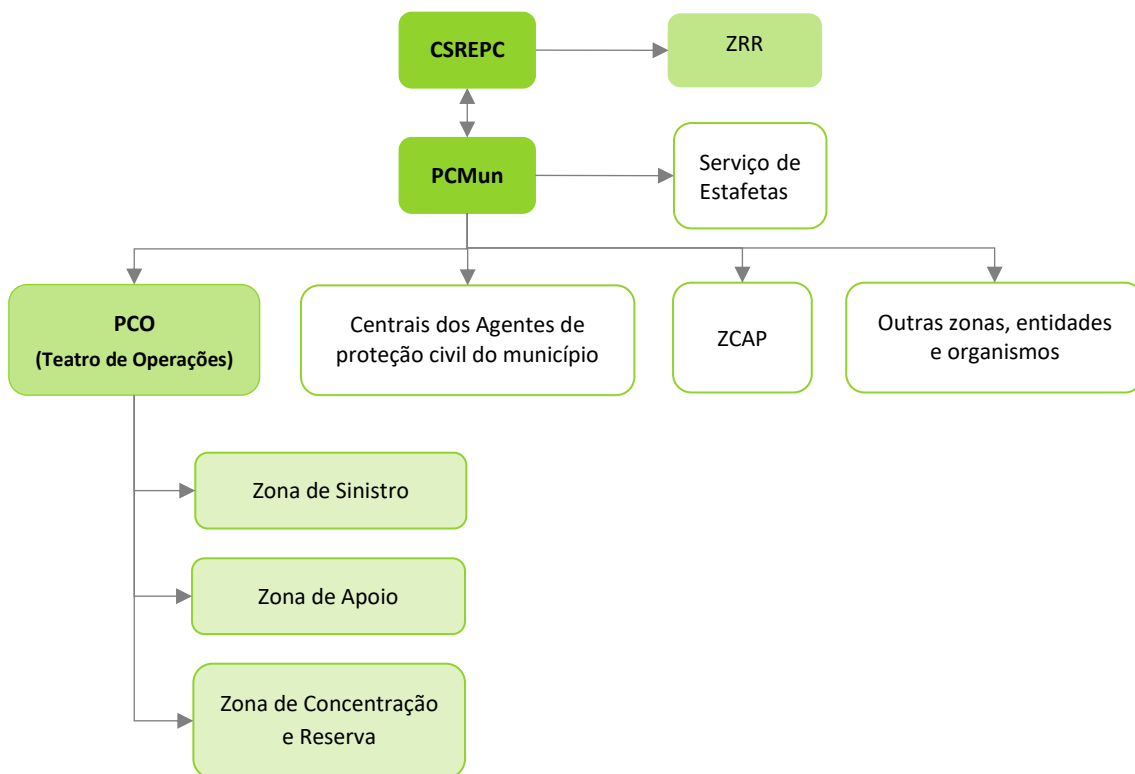 CSREPC
ZRR
PCMun
Serviço de
Estafetas
PCO
(Teatro de Operações)
Centrais dos Agentes de
proteção civil do município
ZCAP
Outras zonas, entidades
e organismos
Zona de Sinistro
Zona de Apoio
Zona de Concentração
e Reserva